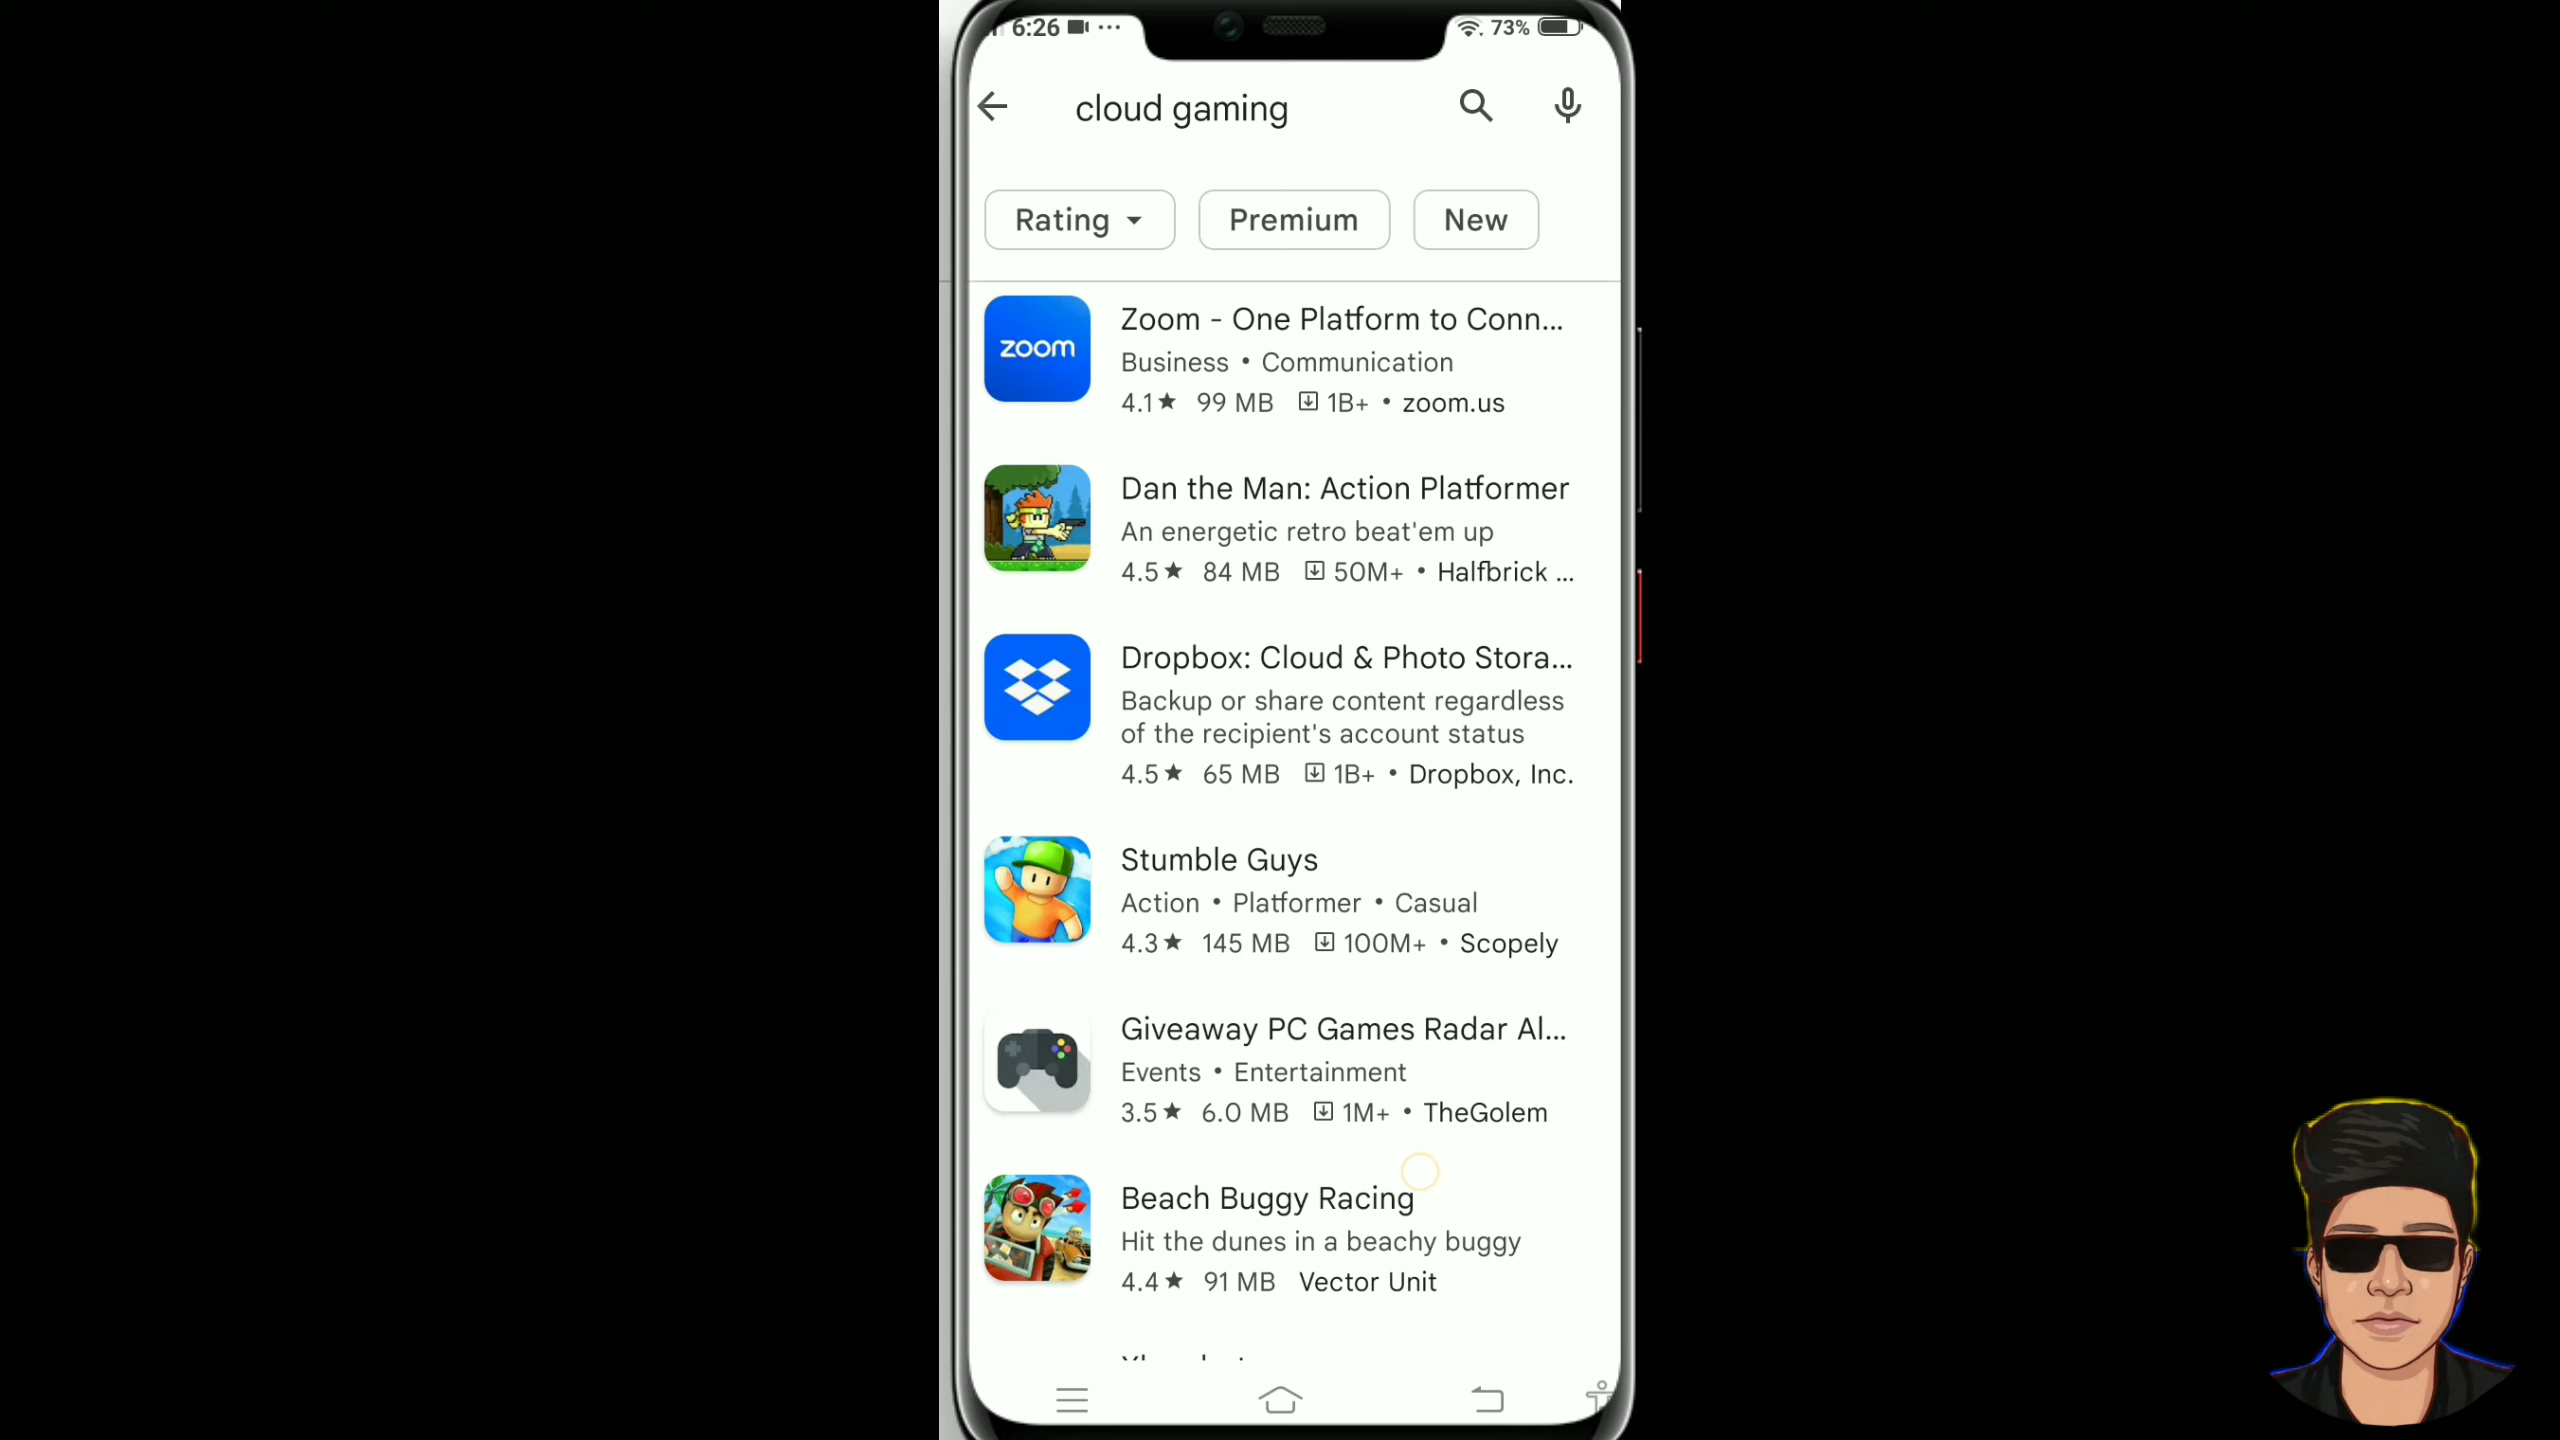 6:26 73%
cloud gaming
Rating Premium New
zoom
Zoom - One Platform to Conn...
Business • Communication
4.1★ 99 MB 1B+ • zoom.us
Dan the Man: Action Platformer
An energetic retro beat'em up
4.5★ 84 MB 50M+ • Halfbrick ...
Dropbox: Cloud & Photo Stora...
Backup or share content regardless
of the recipient's account status
4.5★ 65 MB 1B+ • Dropbox, Inc.
Stumble Guys
Action • Platformer • Casual
4.3★ 145 MB 100M+ • Scopely
Giveaway PC Games Radar Al...
Events • Entertainment
3.5★ 6.0 MB 1M+ • TheGolem
Beach Buggy Racing
Hit the dunes in a beachy buggy
4.4★ 91 MB Vector Unit